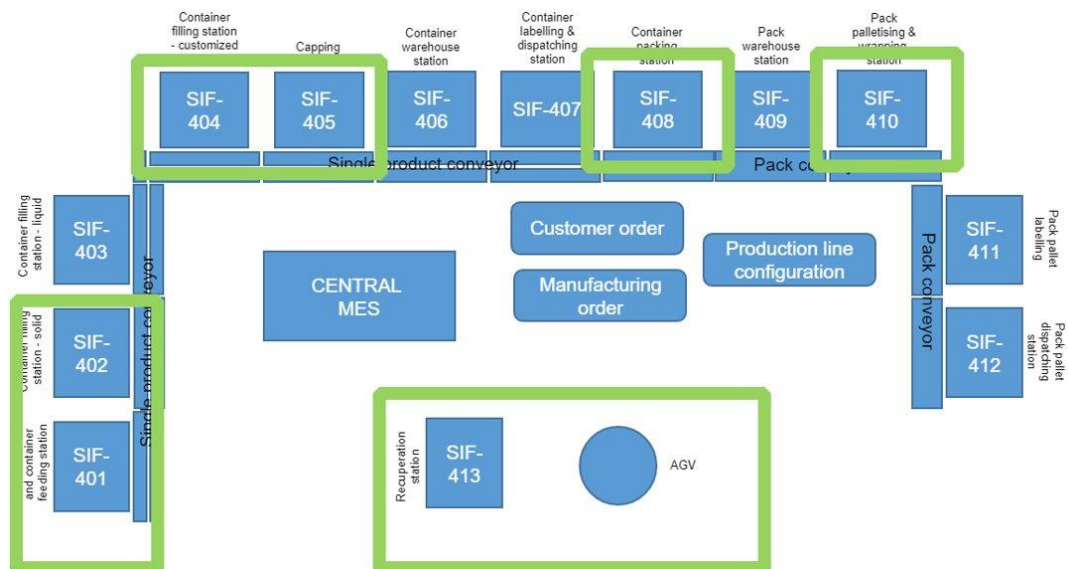 Container
filling station
- customized
Capping
Container
warehouse
station
Container
labelling &
dispatching
station
Container
packing
station
Pack
warehouse
station
Pack
palletising &
wrapping
station
SIF-
404
SIF-
405
SIF-
406
SIF-407
SIF-
408
SIF-
409
SIF-
410
Single product conveyor
Pack
Container filling
station - liquid
SIF-
403
Single product conveyor
Customer order
Production line
configuration
Manufacturing
order
CENTRAL
MES
Pack conveyor
SIF-
411
Pack pallet
labelling
Container filling
station - solid
SIF-
402
SIF-
412
Pack pallet
dispatching
station
and container
feeding station
SIF-
401
Recuperation
station
SIF-
413
AGV